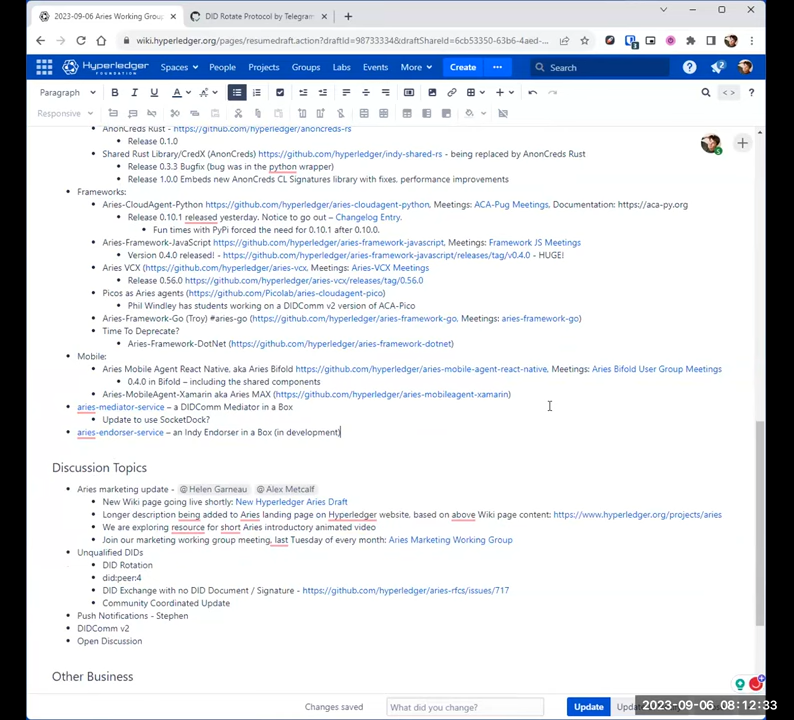 2023-09-06 Aries Working Group
DID Rotate Protocol by Telegram
wiki.hyperledger.org/pages/resumedraft.action?draftId=98733334&draftShareId=6cb53350-63b6-4aed-...
HYPERLEDGER FOUNDATION Spaces People Projects Groups Labs Events More Create ... Search
Paragraph B I U A
Responsive
AnonCreds Rust - https://github.com/hyperledger/anoncreds-rs
Release 0.1.0
Shared Rust Library/CredX (AnonCreds) https://github.com/hyperledger/indy-shared-rs - being replaced by AnonCreds Rust
Release 0.3.3 Bugfix (bug was in the python wrapper)
Release 1.0.0 Embeds new AnonCreds CL Signatures library with fixes, performance improvements
Frameworks:
Aries-CloudAgent-Python https://github.com/hyperledger/aries-cloudagent-python, Meetings: ACA-Pug Meetings, Documentation: https://aca-py.org
Release 0.10.1 released yesterday. Notice to go out – Changelog Entry.
Fun times with PyPi forced the need for 0.10.1 after 0.10.0.
Aries-Framework-JavaScript https://github.com/hyperledger/aries-framework-javascript, Meetings: Framework JS Meetings
Version 0.4.0 released! - https://github.com/hyperledger/aries-framework-javascript/releases/tag/v0.4.0 - HUGE!
Aries VCX (https://github.com/hyperledger/aries-vcx, Meetings: Aries-VCX Meetings
Release 0.56.0 https://github.com/hyperledger/aries-vcx/releases/tag/0.56.0
Picos as Aries agents (https://github.com/Picolab/aries-cloudagent-pico)
Phil Windley has students working on a DIDComm v2 version of ACA-Pico
Aries-Framework-Go (Troy) #aries-go (https://github.com/hyperledger/aries-framework-go, Meetings: aries-framework-go)
Time To Deprecate?
Aries-Framework-DotNet (https://github.com/hyperledger/aries-framework-dotnet)
Mobile:
Aries Mobile Agent React Native, aka Aries Bifold https://github.com/hyperledger/aries-mobile-agent-react-native, Meetings: Aries Bifold User Group Meetings
0.4.0 in Bifold – including the shared components
Aries-MobileAgent-Xamarin aka Aries MAX (https://github.com/hyperledger/aries-mobileagent-xamarin)
aries-mediator-service – a DIDComm Mediator in a Box
Update to use SocketDock?
aries-endorser-service – an Indy Endorser in a Box (in development)
Discussion Topics
Aries marketing update - @Helen Garneau @Alex Metcalf
New Wiki page going live shortly: New Hyperledger Aries Draft
Longer description being added to Aries landing page on Hyperledger website, based on above Wiki page content: https://www.hyperledger.org/projects/aries
We are exploring resource for short Aries introductory animated video
Join our marketing working group meeting, last Tuesday of every month: Aries Marketing Working Group
Unqualified DIDs
DID Rotation
did:peer:4
DID Exchange with no DID Document / Signature - https://github.com/hyperledger/aries-rfcs/issues/717
Community Coordinated Update
Push Notifications - Stephen
DIDComm v2
Open Discussion
Other Business
Changes saved What did you change? Update
2023-09-06 08:12:33